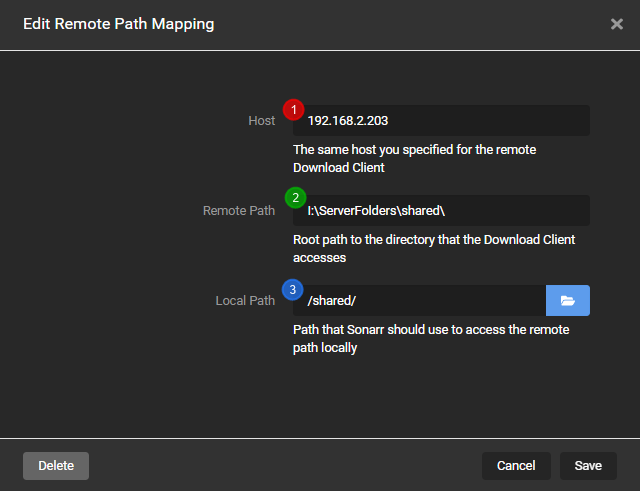 Edit Remote Path Mapping
×
Host
1
192.168.2.203
The same host you specified for the remote
Download Client
Remote Path
2
I:\ServerFolders\shared\
Root path to the directory that the Download Client
accesses
Local Path
3
/shared/
Path that Sonarr should use to access the remote
path locally
Delete
Cancel
Save